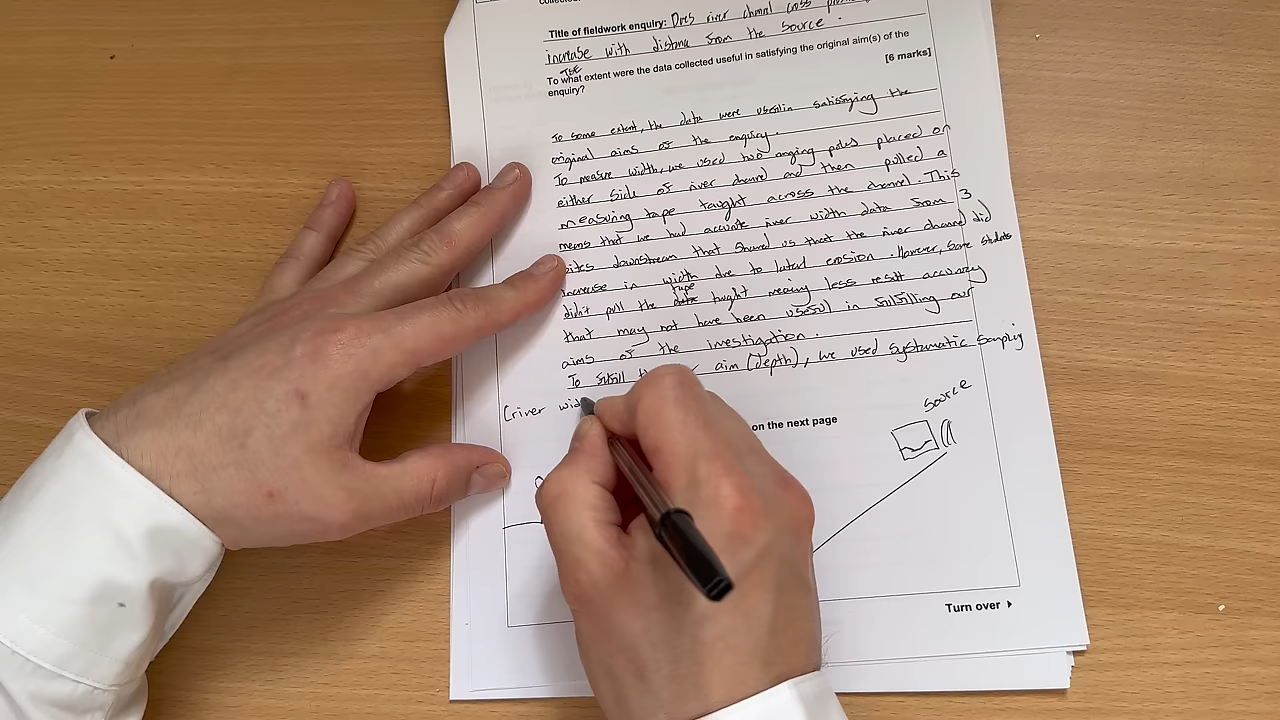 Title of fieldwork enquiry: Does river channel cross
increase with distance from the source.
The
To what extent were the data collected useful in satisfying the original aim(s) of the
enquiry?
[6 marks]
To some extent, the data were useful in satisfying the
original aims of the enquiry.
To measure width, we used two ranging poles placed on
either side of river channel and then pulled a
measuring tape taught across the channel. This
means that we had accurate river width data from 3
sites downstream that showed us that the river channel did
increase in width due to lateral erosion. However, some students
didn't pull the tape taught meaning less result accuracy
that may not have been useful in fulfilling our
aims of the investigation.
To fulfill aim (depth), we used systematic sampling
(river wid
on the next page
Source
Turn over